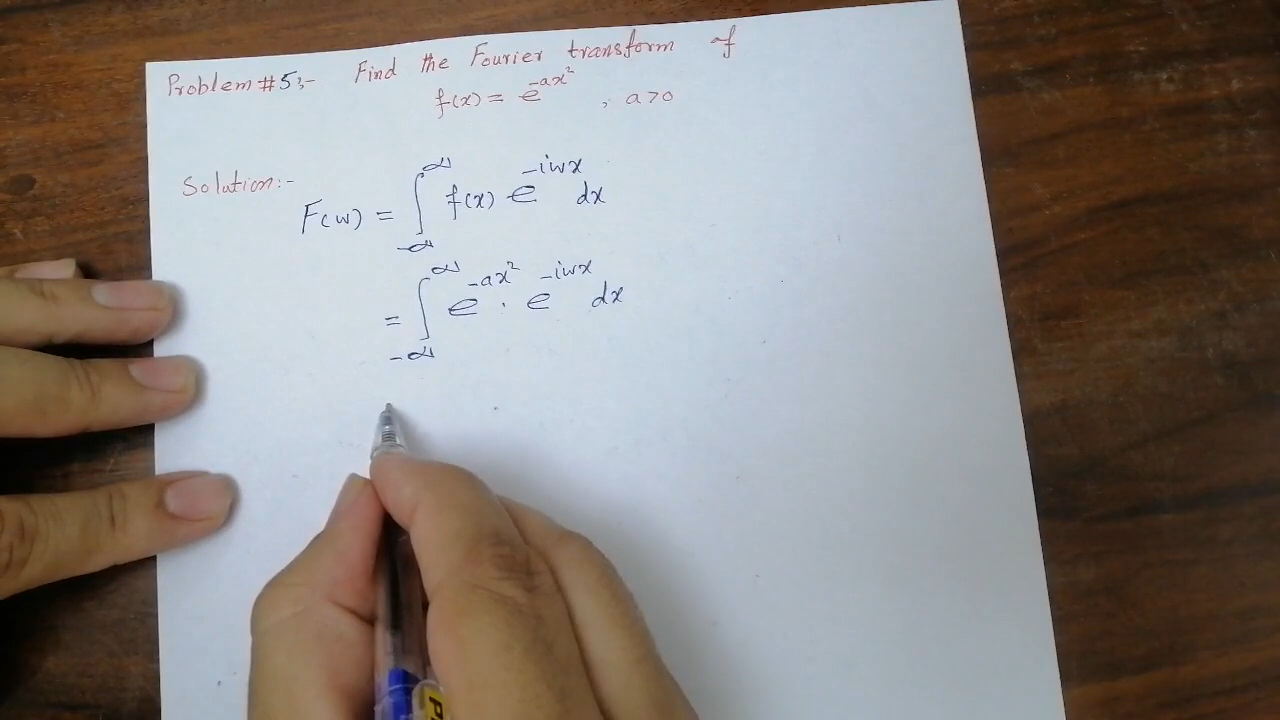 Problem #5:- Find the Fourier transform of
f(x) = e^{-ax^2} , a>0
Solution:-
F(w) = ∫_{-∞}^{∞} f(x) e^{-iwx} dx
= ∫_{-∞}^{∞} e^{-ax^2} . e^{-iwx} dx